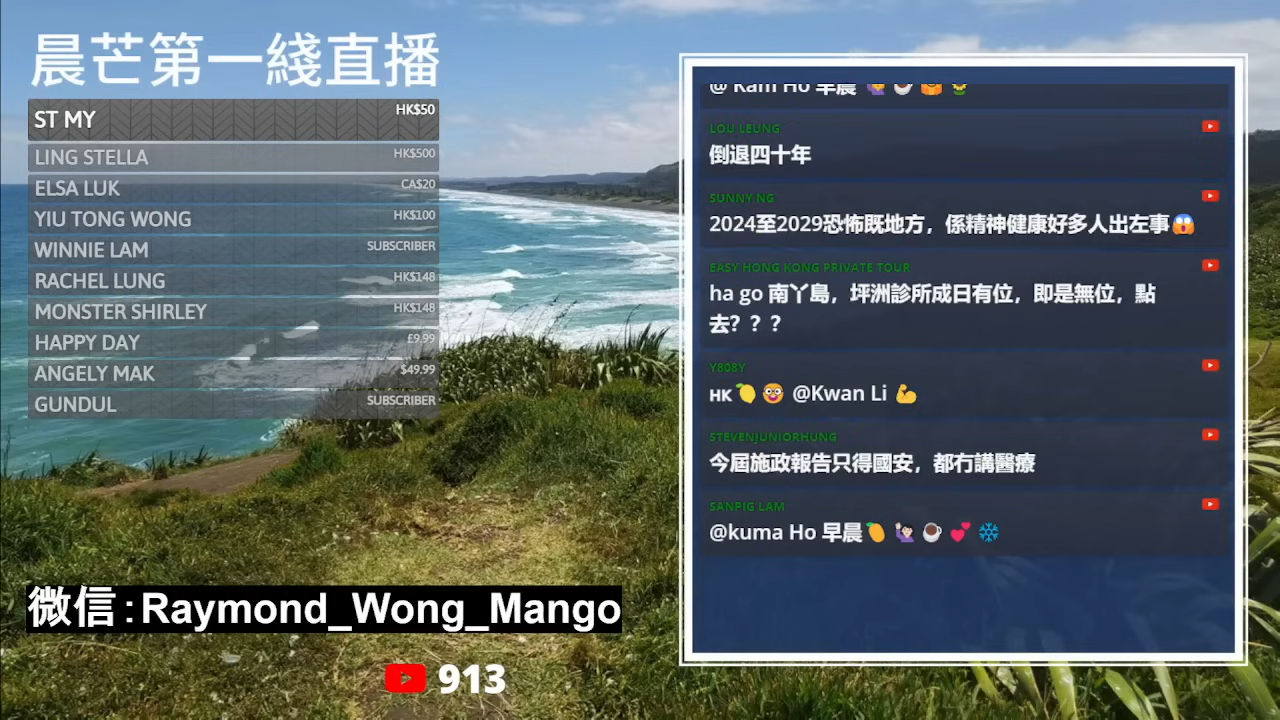 晨芒第一綫直播
ST MY HK$50
LING STELLA HK$500
ELSA LUK CA$20
YIU TONG WONG HK$100
WINNIE LAM SUBSCRIBER
RACHEL LUNG HK$148
MONSTER SHIRLEY HK$148
HAPPY DAY £9.99
ANGELY MAK $49.99
GUNDUL SUBSCRIBER
微信:Raymond_Wong_Mango
913
@ Kam Ho 早晨 🙋‍♀️ ☕
LOU LEUNG
倒退四十年
SUNNY NG
2024至2029恐怖既地方，係精神健康好多人出左事😱
EASY HONG KONG PRIVATE TOUR
ha go 南丫島，坪洲診所成日有位，即是無位，點
去？？？
Y808Y
ʜᴋ🍋🤓 @Kwan Li 💪
STEVENJUNIORHUNG
今屆施政報告只得國安，都冇講醫療
SANPIG LAM
@kuma Ho 早晨🥭 🙋🏻‍♀️ ☕ 💕 ❄️